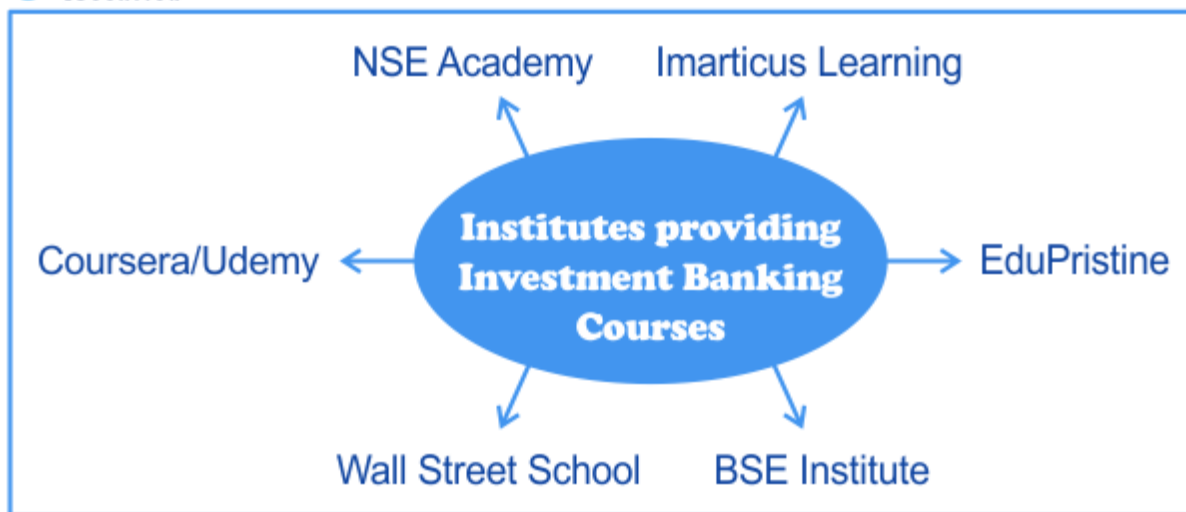 NSE Academy Imarticus Learning
Institutes providing
Investment Banking
Courses
Coursera/Udemy
EduPristine
Wall Street School BSE Institute